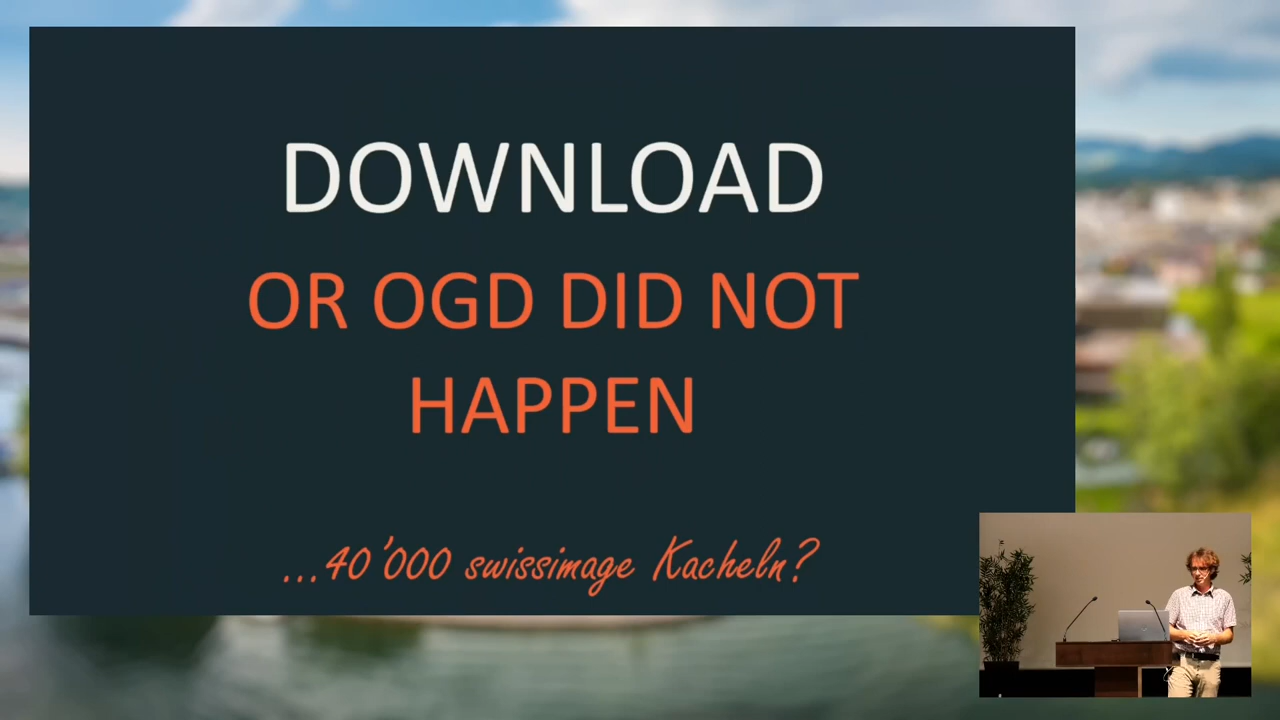 DOWNLOAD
OR OGD DID NOT
HAPPEN
...40'000 swissimage Kacheln?